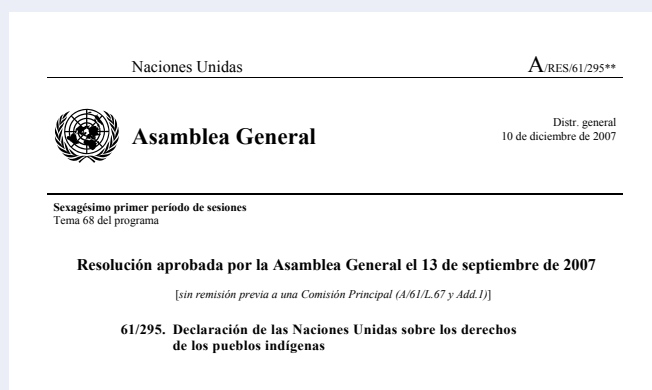 Naciones Unidas A/RES/61/295**
Asamblea General
Distr. general
10 de diciembre de 2007
Sexagésimo primer período de sesiones
Tema 68 del programa
Resolución aprobada por la Asamblea General el 13 de septiembre de 2007
[sin remisión previa a una Comisión Principal (A/61/L.67 y Add.1)]
61/295. Declaración de las Naciones Unidas sobre los derechos
de los pueblos indígenas